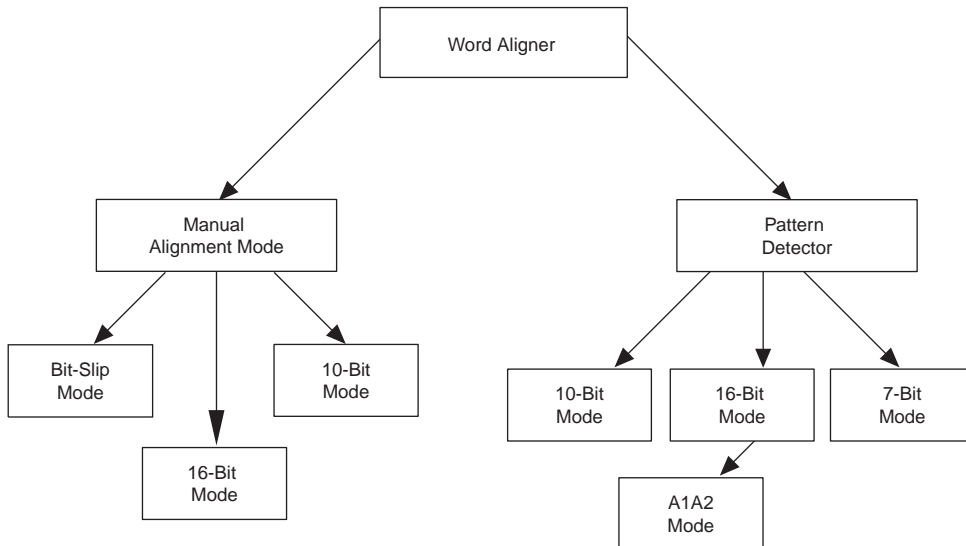 Word Aligner
Manual
Alignment Mode
Pattern
Detector
Bit-Slip
Mode
10-Bit
Mode
16-Bit
Mode
10-Bit
Mode
16-Bit
Mode
7-Bit
Mode
A1A2
Mode